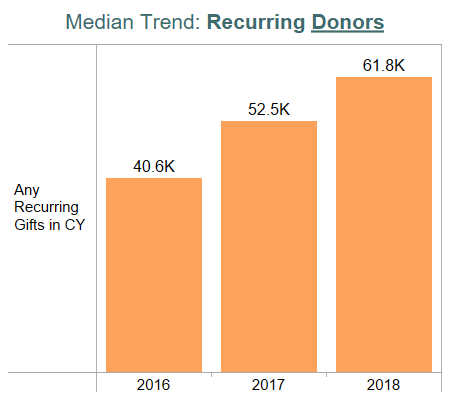 Median Trend: Recurring Donors
61.8K
52.5K
40.6K
Any
Recurring
Gifts in CY
2016 2017 2018